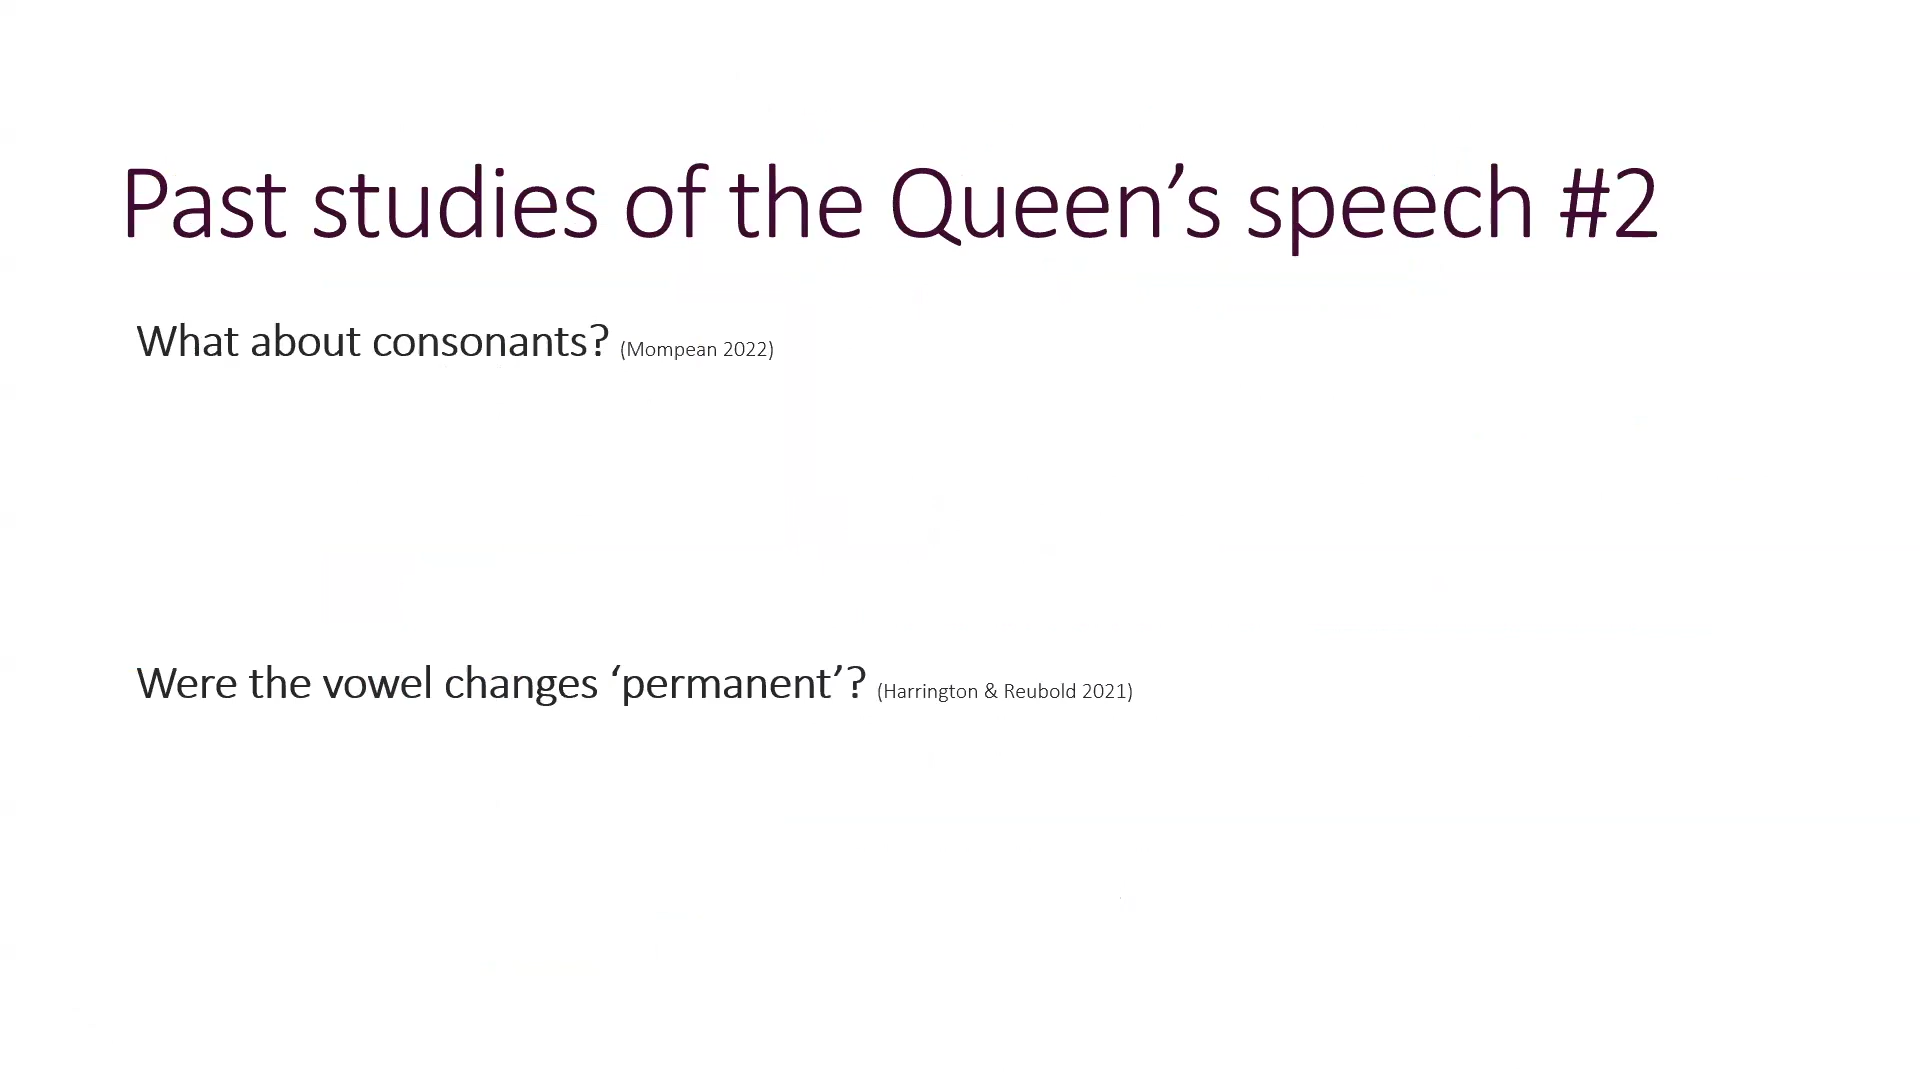 Past studies of the Queen’s speech #2
What about consonants? (Mompean 2022)
Were the vowel changes ‘permanent’? (Harrington & Reubold 2021)